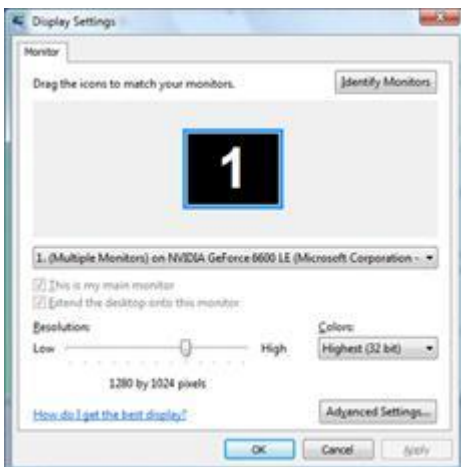 Display Settings
Monitor
Drag the icons to match your monitors.
Identify Monitors
1
1. (Multiple Monitors) on NVIDIA GeForce 6600 LE (Microsoft Corporation -
This is my main monitor
Extend the desktop onto this monitor
Resolution:
Colors:
Low
High
Highest (32 bit)
1280 by 1024 pixels
How do I get the best display?
Advanced Settings...
OK
Cancel
Apply